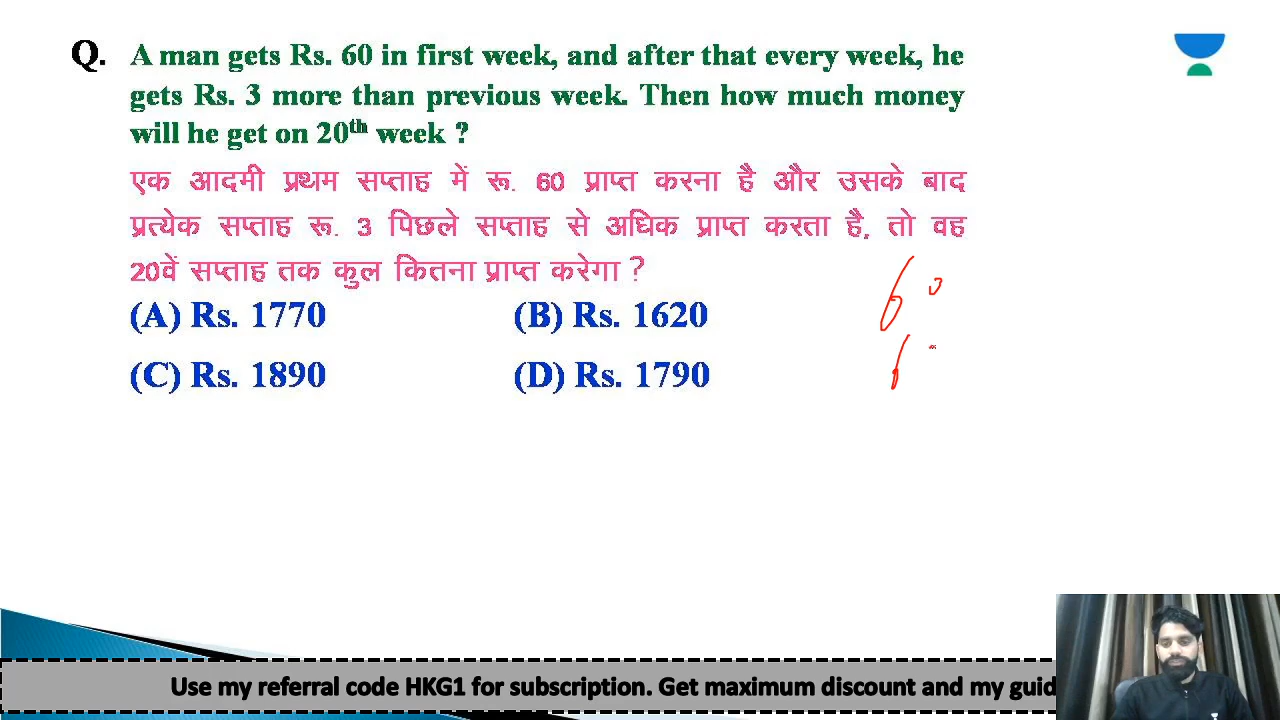 Q. A man gets Rs. 60 in first week, and after that every week, he
gets Rs. 3 more than previous week. Then how much money
will he get on 20th week ?
एक आदमी प्रथम सप्ताह में रू. 60 प्राप्त करना है और उसके बाद
प्रत्येक सप्ताह रू. 3 पिछले सप्ताह से अधिक प्राप्त करता है, तो वह
20वें सप्ताह तक कुल कितना प्राप्त करेगा ?
(A) Rs. 1770 (B) Rs. 1620
(C) Rs. 1890 (D) Rs. 1790
60
Use my referral code HKG1 for subscription. Get maximum discount and my guid